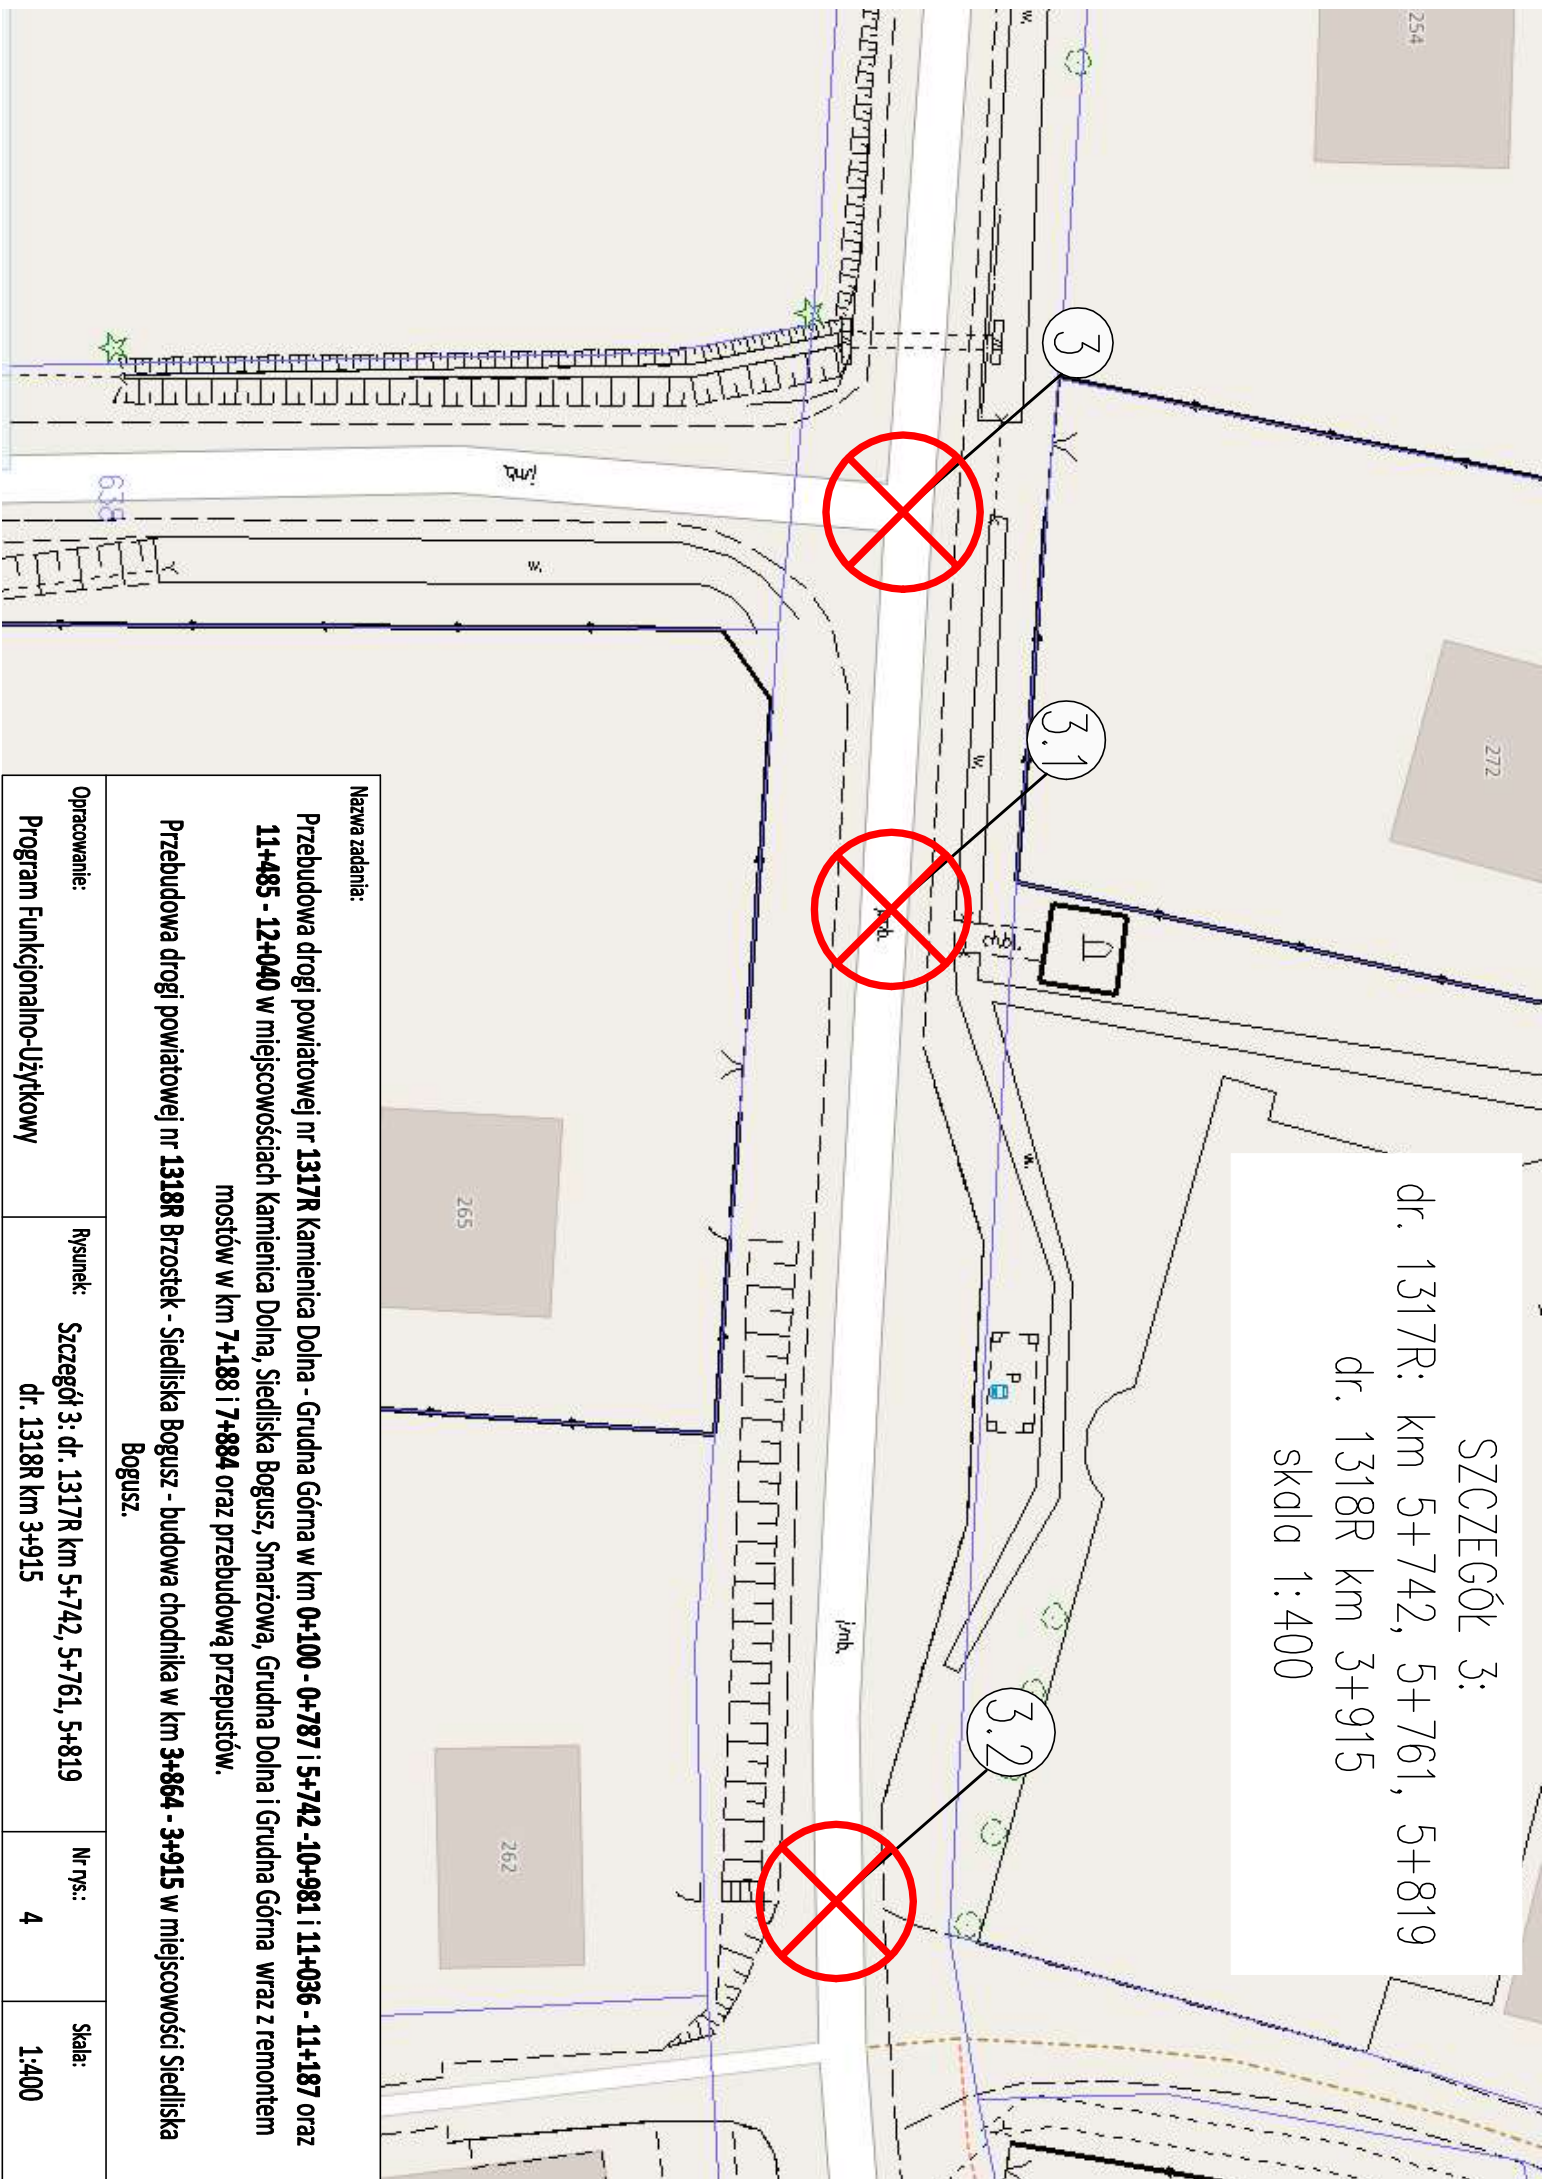 SZCZEGÓŁ 3:
dr. 1317R: km 5+742, 5+761, 5+819
dr. 1318R km 3+915
skala 1:400
254
272
3
3.1
3.2
w.
w.
w.
w.
j/nb.
j/nb.
638
265
262
P
Nazwa zadania:
Przebudowa drogi powiatowej nr 1317R Kamienica Dolna - Grudna Górna w km 0+100 - 0+787 i 5+742 -10+981 i 11+036 - 11+187 oraz
11+485 - 12+040 w miejscowościach Kamienica Dolna, Siedliska Bogusz, Smarżowa, Grudna Dolna i Grudna Górna wraz z remontem
mostów w km 7+188 i 7+884 oraz przebudową przepustów.
Przebudowa drogi powiatowej nr 1318R Brzostek - Siedliska Bogusz - budowa chodnika w km 3+864 - 3+915 w miejscowości Siedliska
Bogusz.
Opracowanie:
Program Funkcjonalno-Użytkowy
Rysunek: Szczegół 3: dr. 1317R km 5+742, 5+761, 5+819
dr. 1318R km 3+915
Nr rys.:
4
Skala:
1:400